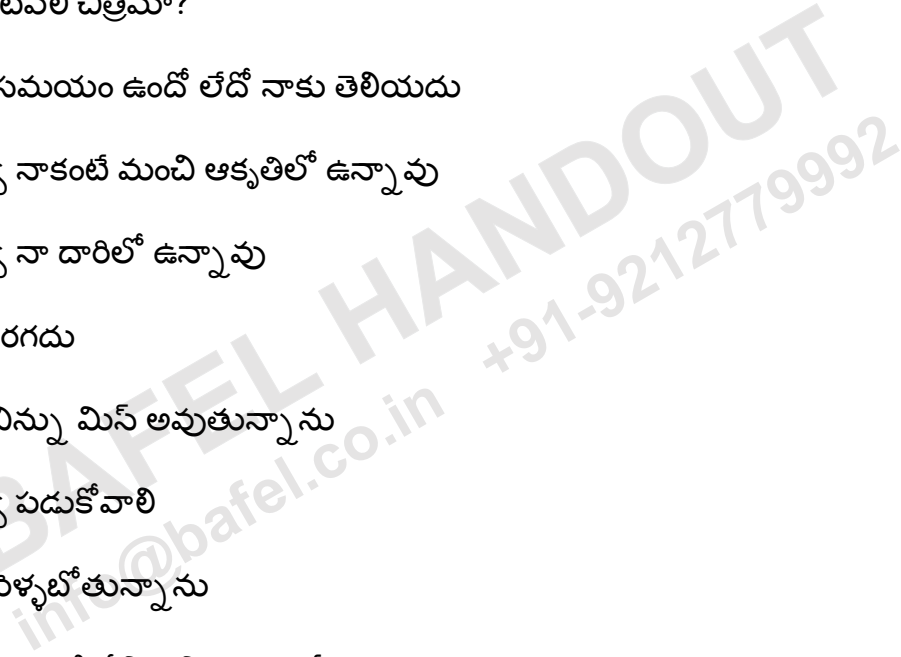 చిత్రమా?
సమయం ఉందో లేదో నాకు తెలియదు
నాకంటే మంచి ఆకృతిలో ఉన్నావు
నా దారిలో ఉన్నావు
మిస్ అవుతున్నాను
పడుకోవాలి
BAFEL HANDOUT
info@bafel.co.in +91-9212779992